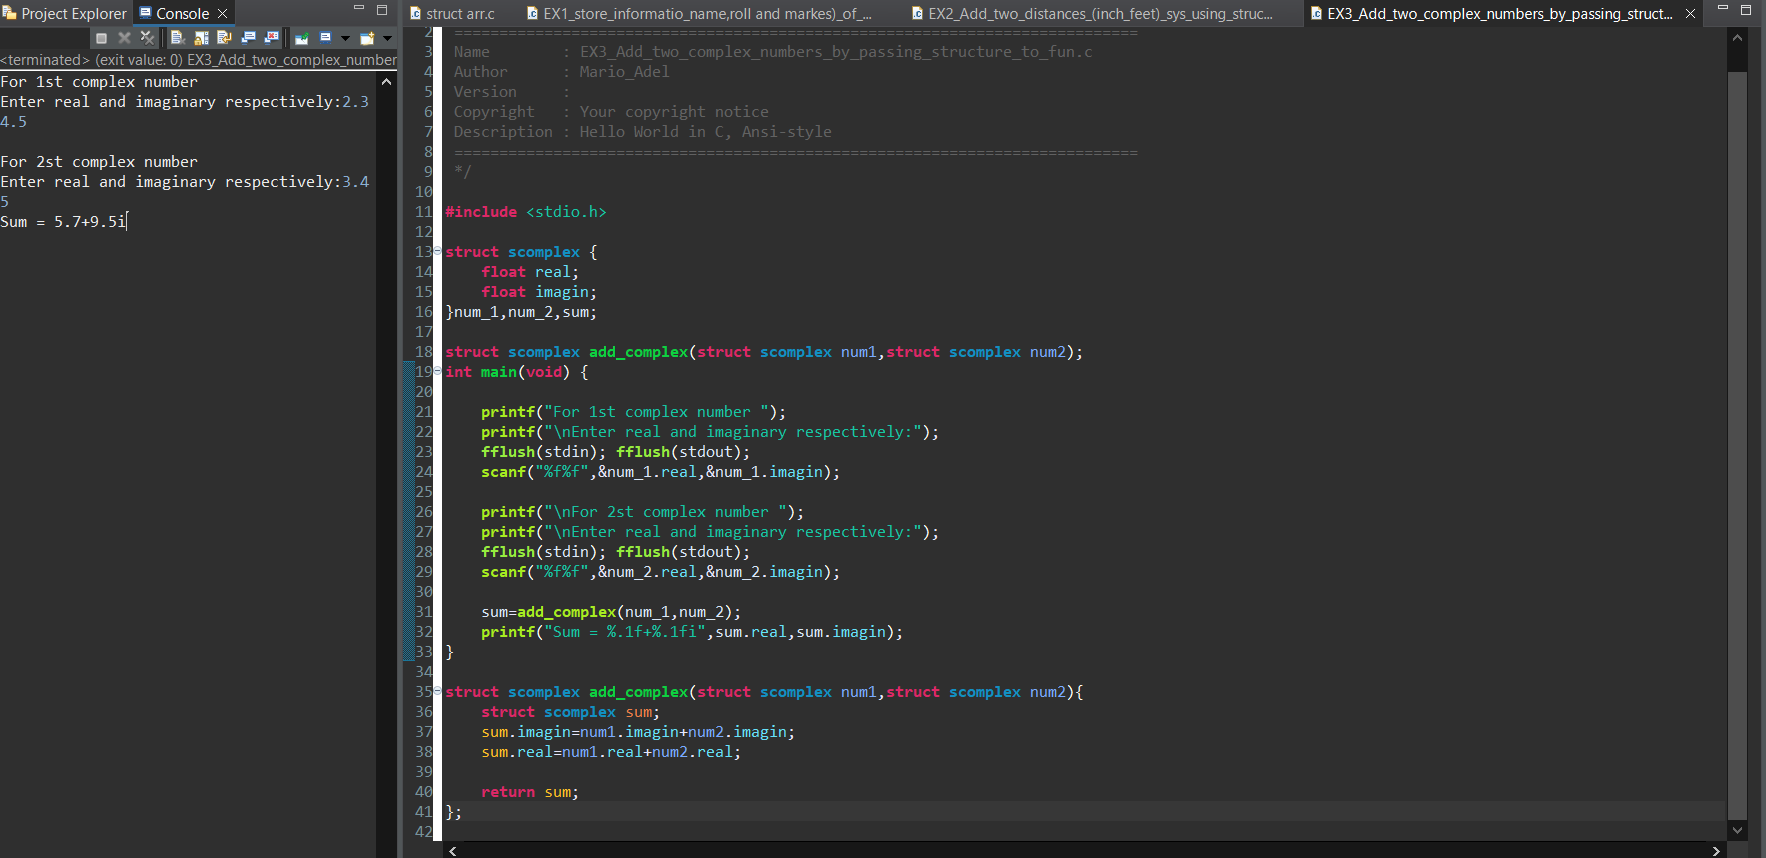 Project Explorer
Console
<terminated> (exit value: 0) EX3_Add_two_complex_number
For 1st complex number
Enter real and imaginary respectively:2.3
4.5
For 2st complex number
Enter real and imaginary respectively:3.4
5
Sum = 5.7+9.5i
struct arr.c
EX1_store_informatio_name,roll and markes)_of_...
EX2_Add_two_distances_(inch_feet)_sys_using_struc...
EX3_Add_two_complex_numbers_by_passing_struct...
2 ============================================================================
3 Name        : EX3_Add_two_complex_numbers_by_passing_structure_to_fun.c
4 Author      : Mario_Adel
5 Version     :
6 Copyright   : Your copyright notice
7 Description : Hello World in C, Ansi-style
8 ============================================================================
9 */
10
11 #include <stdio.h>
12
13 struct scomplex {
14     float real;
15     float imagin;
16 }num_1,num_2,sum;
17
18 struct scomplex add_complex(struct scomplex num1,struct scomplex num2);
19 int main(void) {
20
21     printf("For 1st complex number ");
22     printf("\nEnter real and imaginary respectively:");
23     fflush(stdin); fflush(stdout);
24     scanf("%f%f",&num_1.real,&num_1.imagin);
25
26     printf("\nFor 2st complex number ");
27     printf("\nEnter real and imaginary respectively:");
28     fflush(stdin); fflush(stdout);
29     scanf("%f%f",&num_2.real,&num_2.imagin);
30
31     sum=add_complex(num_1,num_2);
32     printf("Sum = %.1f+%.1fi",sum.real,sum.imagin);
33 }
34
35 struct scomplex add_complex(struct scomplex num1,struct scomplex num2){
36     struct scomplex sum;
37     sum.imagin=num1.imagin+num2.imagin;
38     sum.real=num1.real+num2.real;
39
40     return sum;
41 };
42